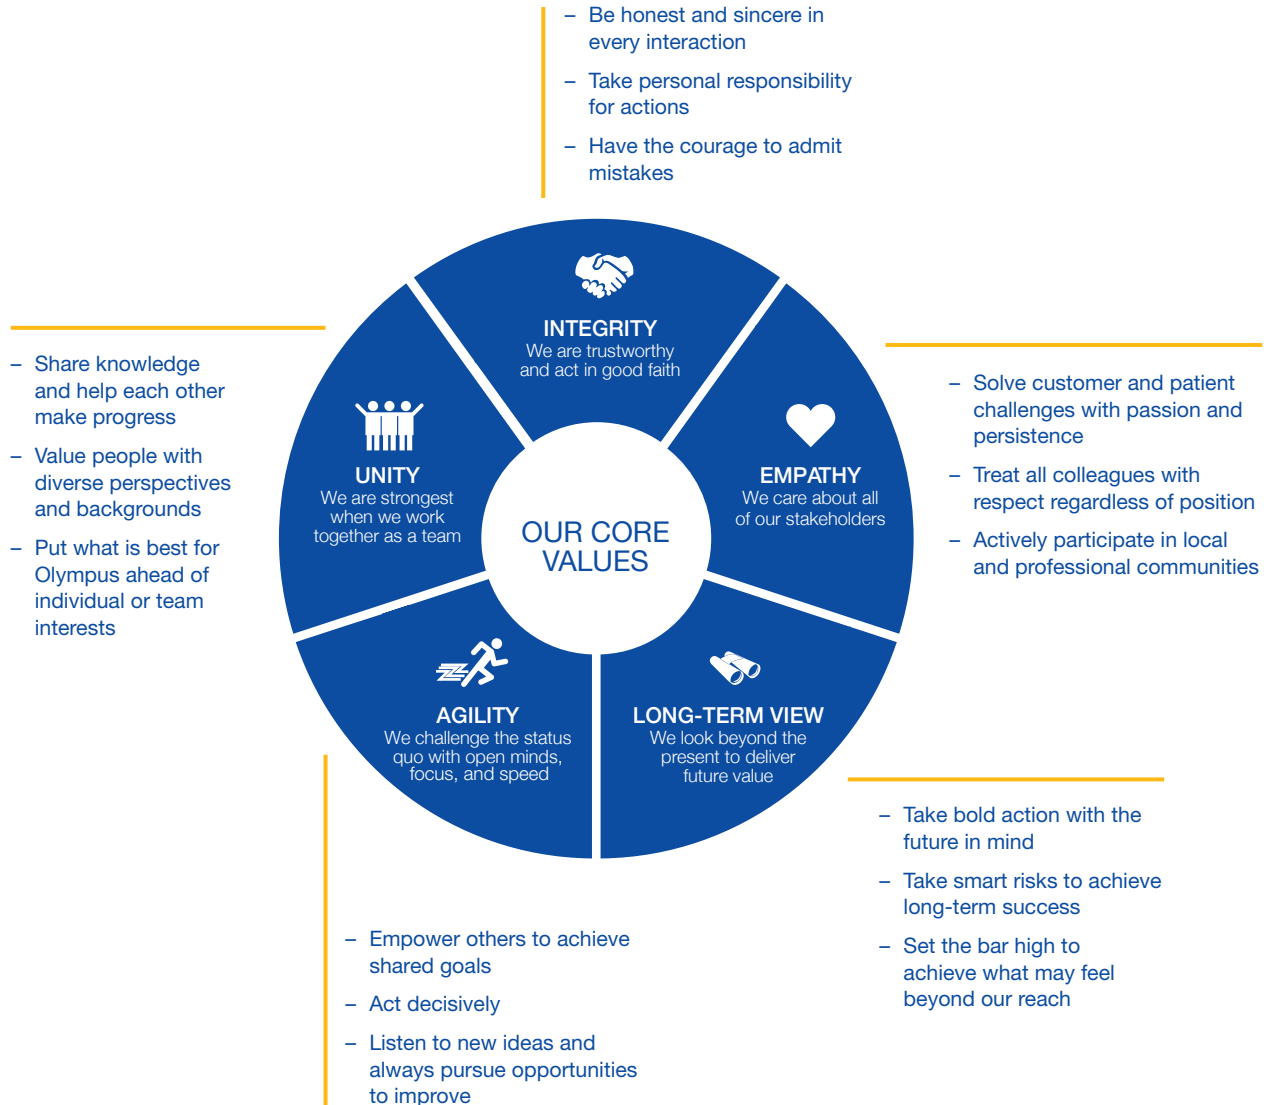 – Be honest and sincere in
every interaction
– Take personal responsibility
for actions
– Have the courage to admit
mistakes
INTEGRITY
We are trustworthy
and act in good faith
– Share knowledge
and help each other
make progress
– Value people with
diverse perspectives
and backgrounds
– Put what is best for
Olympus ahead of
individual or team
interests
UNITY
We are strongest
when we work
together as a team
OUR CORE
VALUES
EMPATHY
We care about all
of our stakeholders
– Solve customer and patient
challenges with passion and
persistence
– Treat all colleagues with
respect regardless of position
– Actively participate in local
and professional communities
AGILITY
We challenge the status
quo with open minds,
focus, and speed
LONG-TERM VIEW
We look beyond the
present to deliver
future value
– Take bold action with the
future in mind
– Take smart risks to achieve
long-term success
– Set the bar high to
achieve what may feel
beyond our reach
– Empower others to achieve
shared goals
– Act decisively
– Listen to new ideas and
always pursue opportunities
to improve